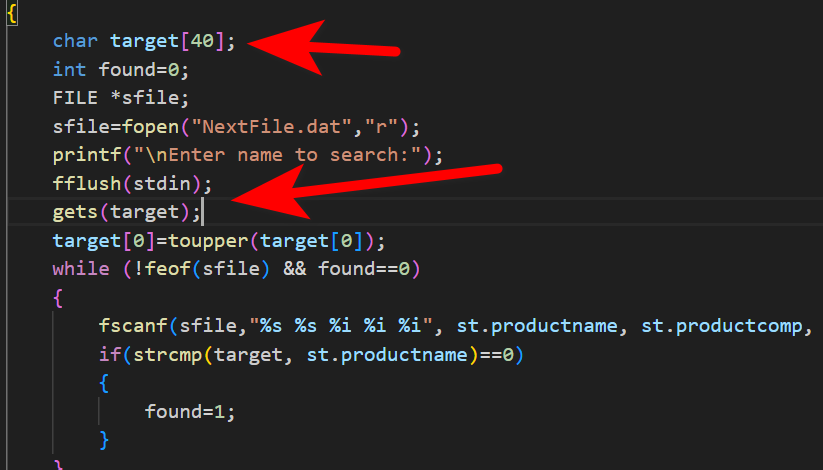 {
char target[40];
int found=0;
FILE *sfile;
sfile=fopen("NextFile.dat","r");
printf("\nEnter name to search:");
fflush(stdin);
gets(target);
target[0]=toupper(target[0]);
while (!feof(sfile) && found==0)
{
fscanf(sfile,"%s %s %i %i %i", st.productname, st.productcomp,
if(strcmp(target, st.productname)==0)
{
found=1;
}
}